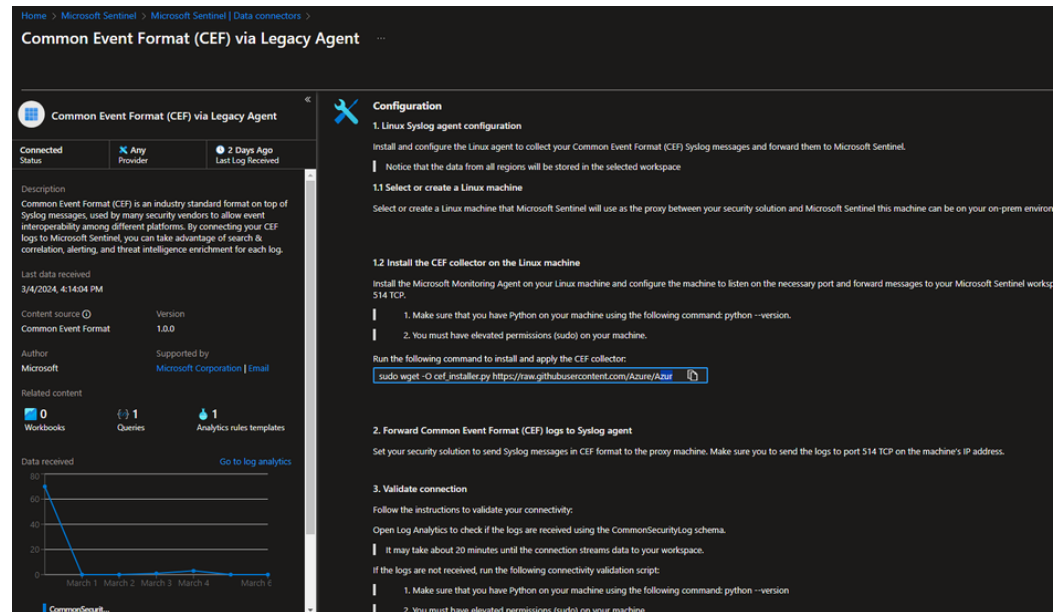 Home > Microsoft Sentinel > Microsoft Sentinel | Data connectors >
Common Event Format (CEF) via Legacy Agent ...
«
Common Event Format (CEF) via Legacy Agent
Connected
Status
Any
Provider
2 Days Ago
Last Log Received
Description
Common Event Format (CEF) is an industry standard format on top of
Syslog messages, used by many security vendors to allow event
interoperability among different platforms. By connecting your CEF
logs to Microsoft Sentinel, you can take advantage of search &
correlation, alerting, and threat intelligence enrichment for each log.
Last data received
3/4/2024, 4:14:04 PM
Content source
Common Event Format
Version
1.0.0
Author
Microsoft
Supported by
Microsoft Corporation | Email
Related content
0
Workbooks
1
Queries
1
Analytics rules templates
Data received
Go to log analytics
80
60
40
20
0
March 1 March 2 March 3 March 4 March 6
CommonSecurit...
Configuration
1. Linux Syslog agent configuration
Install and configure the Linux agent to collect your Common Event Format (CEF) Syslog messages and forward them to Microsoft Sentinel.
Notice that the data from all regions will be stored in the selected workspace
1.1 Select or create a Linux machine
Select or create a Linux machine that Microsoft Sentinel will use as the proxy between your security solution and Microsoft Sentinel this machine can be on your on-prem environ
1.2 Install the CEF collector on the Linux machine
Install the Microsoft Monitoring Agent on your Linux machine and configure the machine to listen on the necessary port and forward messages to your Microsoft Sentinel worksp
514 TCP.
1. Make sure that you have Python on your machine using the following command: python --version.
2. You must have elevated permissions (sudo) on your machine.
Run the following command to install and apply the CEF collector:
sudo wget -O cef_installer.py https://raw.githubusercontent.com/Azure/Azur
2. Forward Common Event Format (CEF) logs to Syslog agent
Set your security solution to send Syslog messages in CEF format to the proxy machine. Make sure you to send the logs to port 514 TCP on the machine's IP address.
3. Validate connection
Follow the instructions to validate your connectivity:
Open Log Analytics to check if the logs are received using the CommonSecurityLog schema.
It may take about 20 minutes until the connection streams data to your workspace.
If the logs are not received, run the following connectivity validation script:
1. Make sure that you have Python on your machine using the following command: python --version
2. You must have elevated permissions (sudo) on your machine